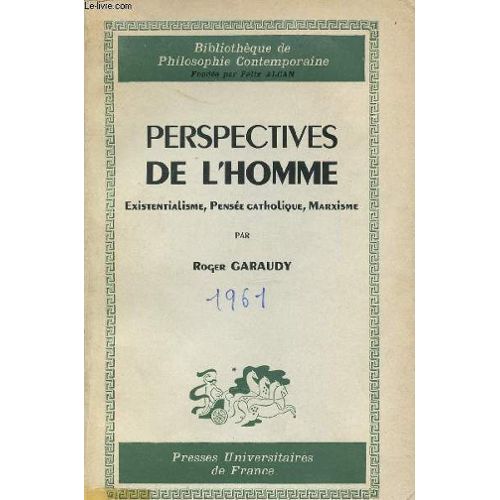 Le-livre.com
Bibliothèque de
Philosophie Contemporaine
Fondée par Félix ALCAN
PERSPECTIVES
DE L'HOMME
EXISTENTIALISME, PENSÉE CATHOLIQUE, MARXISME
PAR
ROGER GARAUDY
1961
Presses Universitaires
de France